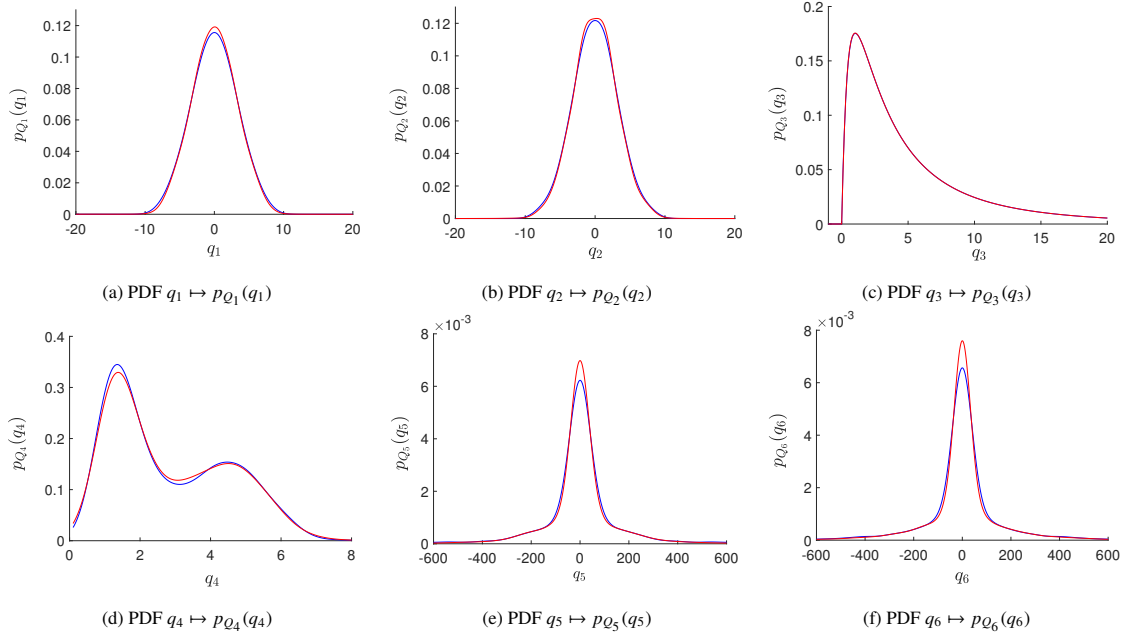 0.12
0.1
0.08
0.06
0.04
0.02
0
-20 -10 0 10 20
p_{Q_1}(q_1)
q_1
(a) PDF q_1 ↦ p_{Q_1}(q_1)
0.12
0.1
0.08
0.06
0.04
0.02
0
-20 -10 0 10 20
p_{Q_2}(q_2)
q_2
(b) PDF q_2 ↦ p_{Q_2}(q_2)
0.2
0.15
0.1
0.05
0
0 5 10 15 20
p_{Q_3}(q_3)
q_3
(c) PDF q_3 ↦ p_{Q_3}(q_3)
0.4
0.3
0.2
0.1
0
0 2 4 6 8
p_{Q_4}(q_4)
q_4
(d) PDF q_4 ↦ p_{Q_4}(q_4)
×10^{-3}
8
6
4
2
0
-600 -400 -200 0 200 400 600
p_{Q_5}(q_5)
q_5
(e) PDF q_5 ↦ p_{Q_5}(q_5)
×10^{-3}
8
6
4
2
0
-600 -400 -200 0 200 400 600
p_{Q_6}(q_6)
q_6
(f) PDF q_6 ↦ p_{Q_6}(q_6)